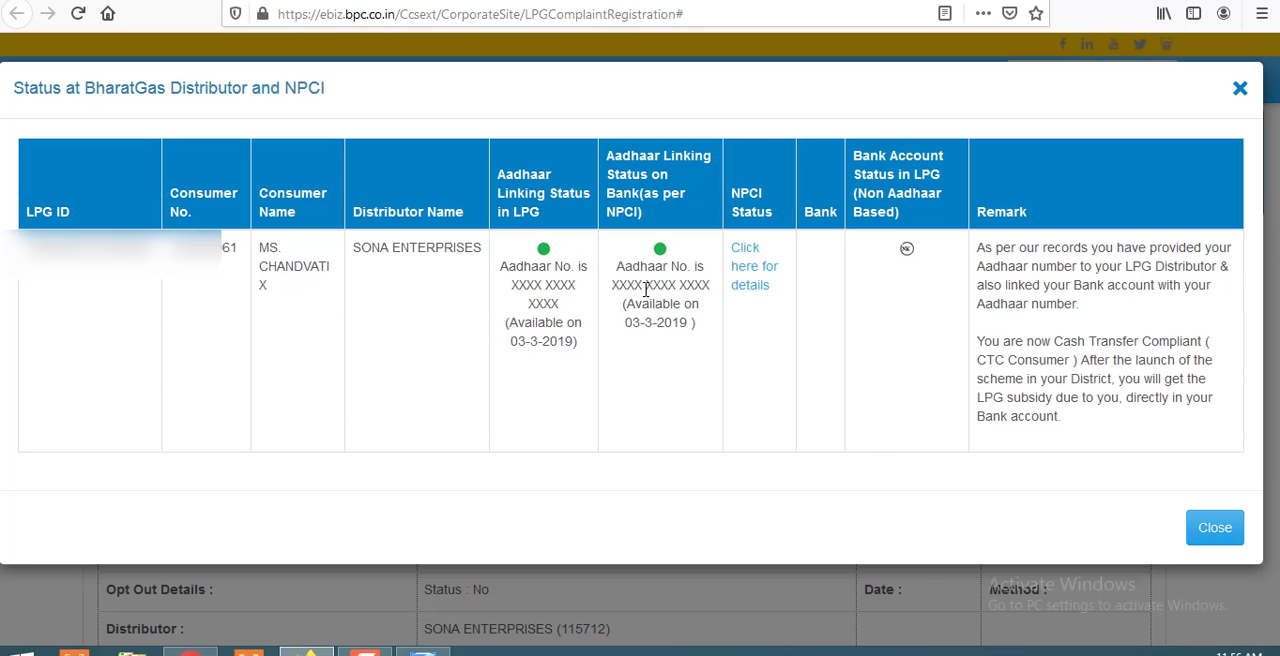 https://ebiz.bpc.co.in/Ccsext/CorporateSite/LPGComplaintRegistration#
Status at BharatGas Distributor and NPCI
LPG ID
Consumer
No.
Consumer
Name
Distributor Name
Aadhaar
Linking Status
in LPG
Aadhaar Linking
Status on
Bank(as per
NPCI)
NPCI
Status
Bank
Bank Account
Status in LPG
(Non Aadhaar
Based)
Remark
61
MS.
CHANDVATI
X
SONA ENTERPRISES
Aadhaar No. is
XXXX XXXX
XXXX
(Available on
03-3-2019)
Aadhaar No. is
XXXX XXXX XXXX
(Available on
03-3-2019 )
Click
here for
details
As per our records you have provided your
Aadhaar number to your LPG Distributor &
also linked your Bank account with your
Aadhaar number.
You are now Cash Transfer Compliant (
CTC Consumer ) After the launch of the
scheme in your District, you will get the
LPG subsidy due to you, directly in your
Bank account.
Close
Opt Out Details :
Status : No
Date :
Method :
Activate Windows
Go to PC settings to activate Windows.
Distributor :
SONA ENTERPRISES (115712)